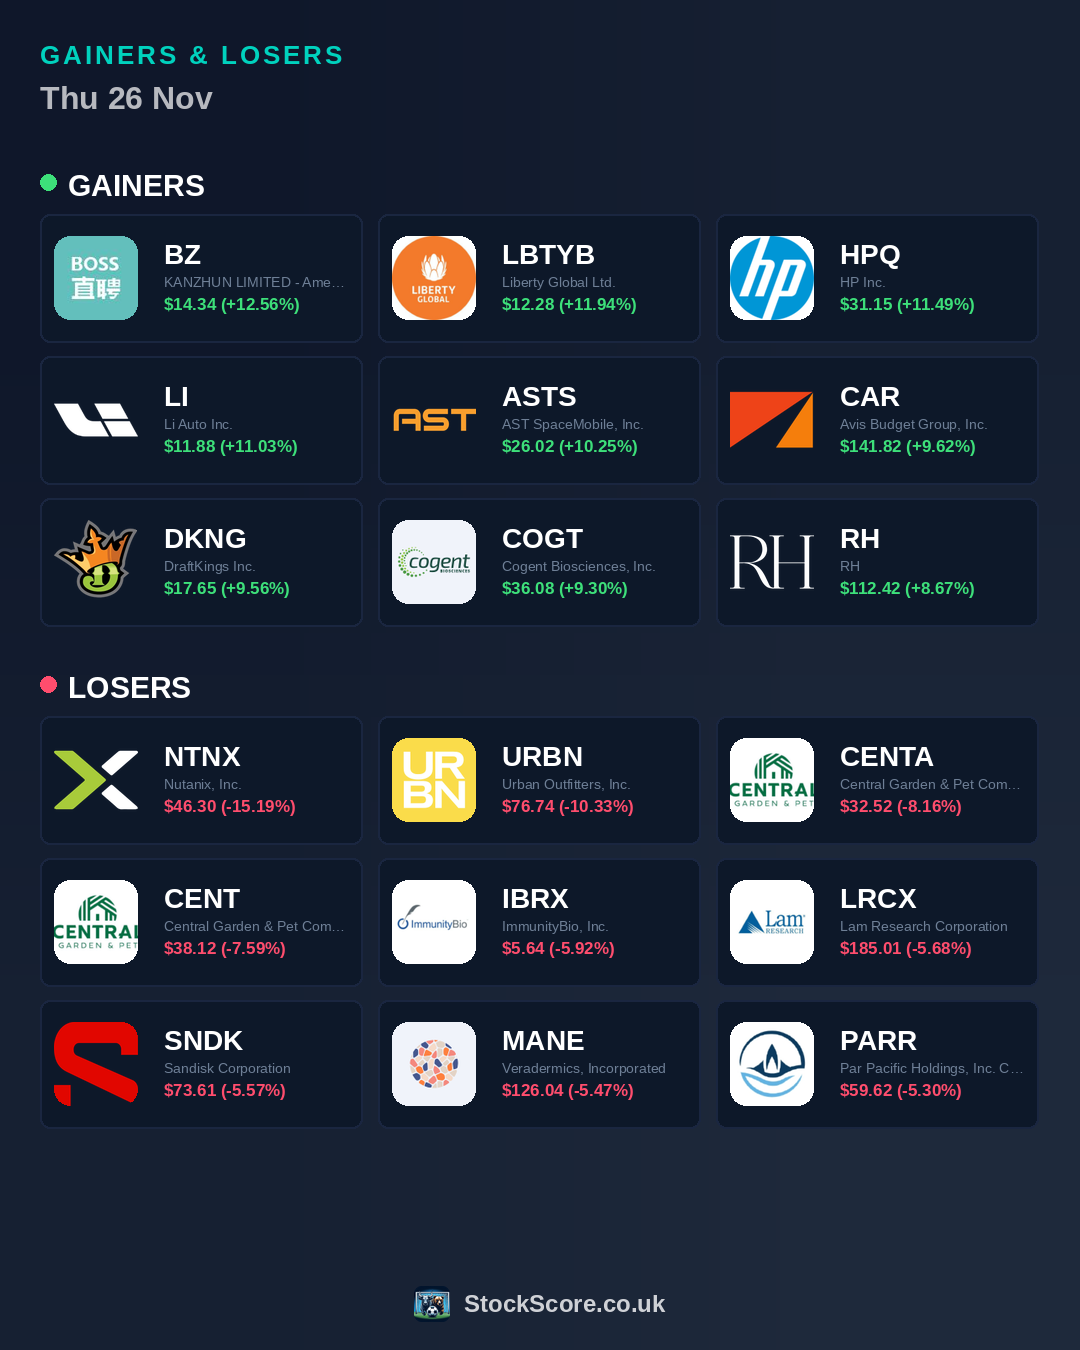 GAINERS & LOSERS
Thu 26 Nov
GAINERS
BOSS
直聘
BZ
KANZHUN LIMITED - Ame...
$14.34 (+12.56%)
LIBERTY
GLOBAL
LBTYB
Liberty Global Ltd.
$12.28 (+11.94%)
hp
HPQ
HP Inc.
$31.15 (+11.49%)
LI
Li Auto Inc.
$11.88 (+11.03%)
AST
ASTS
AST SpaceMobile, Inc.
$26.02 (+10.25%)
CAR
Avis Budget Group, Inc.
$141.82 (+9.62%)
DKNG
DraftKings Inc.
$17.65 (+9.56%)
cogent
BIOSCIENCES
COGT
Cogent Biosciences, Inc.
$36.08 (+9.30%)
RH
RH
RH
$112.42 (+8.67%)
LOSERS
NTNX
Nutanix, Inc.
$46.30 (-15.19%)
UR
BN
URBN
Urban Outfitters, Inc.
$76.74 (-10.33%)
CENTRAL
GARDEN & PET
CENTA
Central Garden & Pet Com...
$32.52 (-8.16%)
CENTRAL
GARDEN & PET
CENT
Central Garden & Pet Com...
$38.12 (-7.59%)
ImmunityBio
IBRX
ImmunityBio, Inc.
$5.64 (-5.92%)
Lam
RESEARCH
LRCX
Lam Research Corporation
$185.01 (-5.68%)
SNDK
Sandisk Corporation
$73.61 (-5.57%)
MANE
Veradermics, Incorporated
$126.04 (-5.47%)
PARR
Par Pacific Holdings, Inc. C...
$59.62 (-5.30%)
StockScore.co.uk